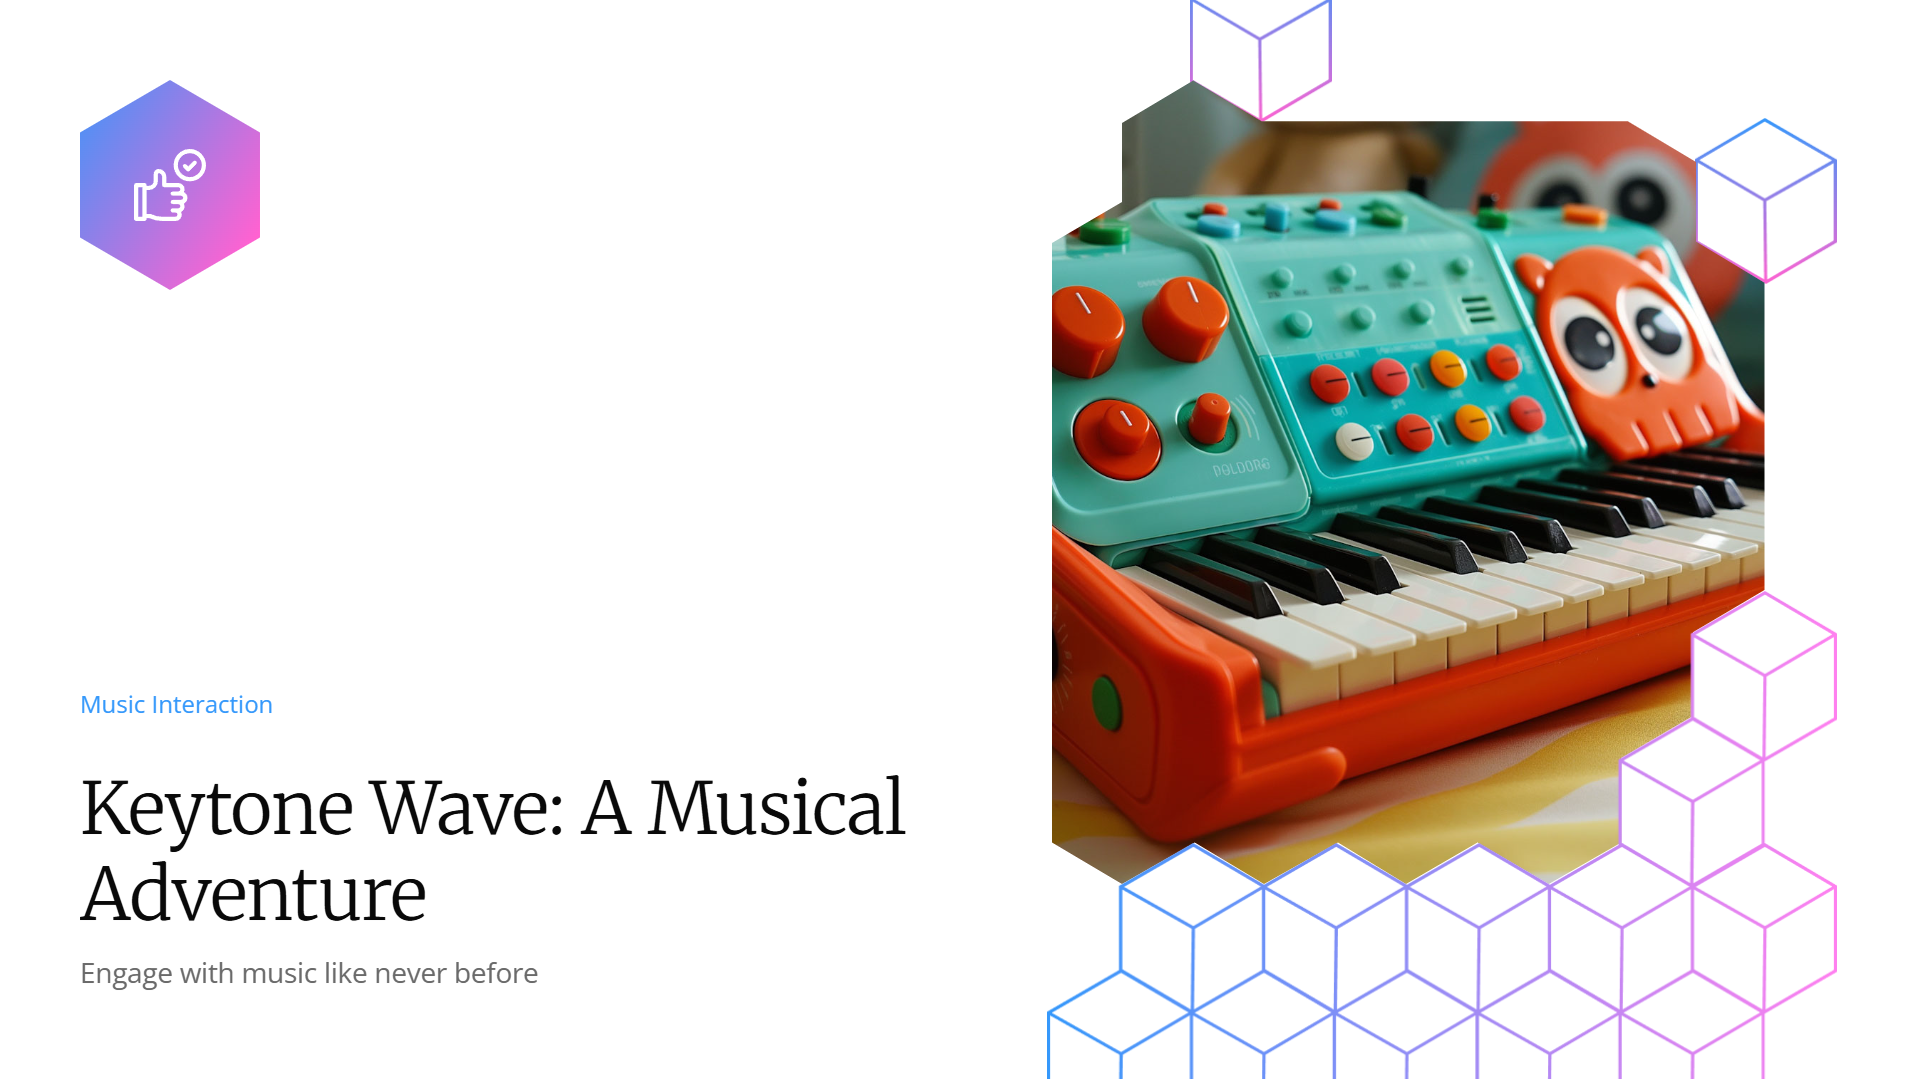 Music Interaction
Keytone Wave: A Musical
Adventure
Engage with music like never before